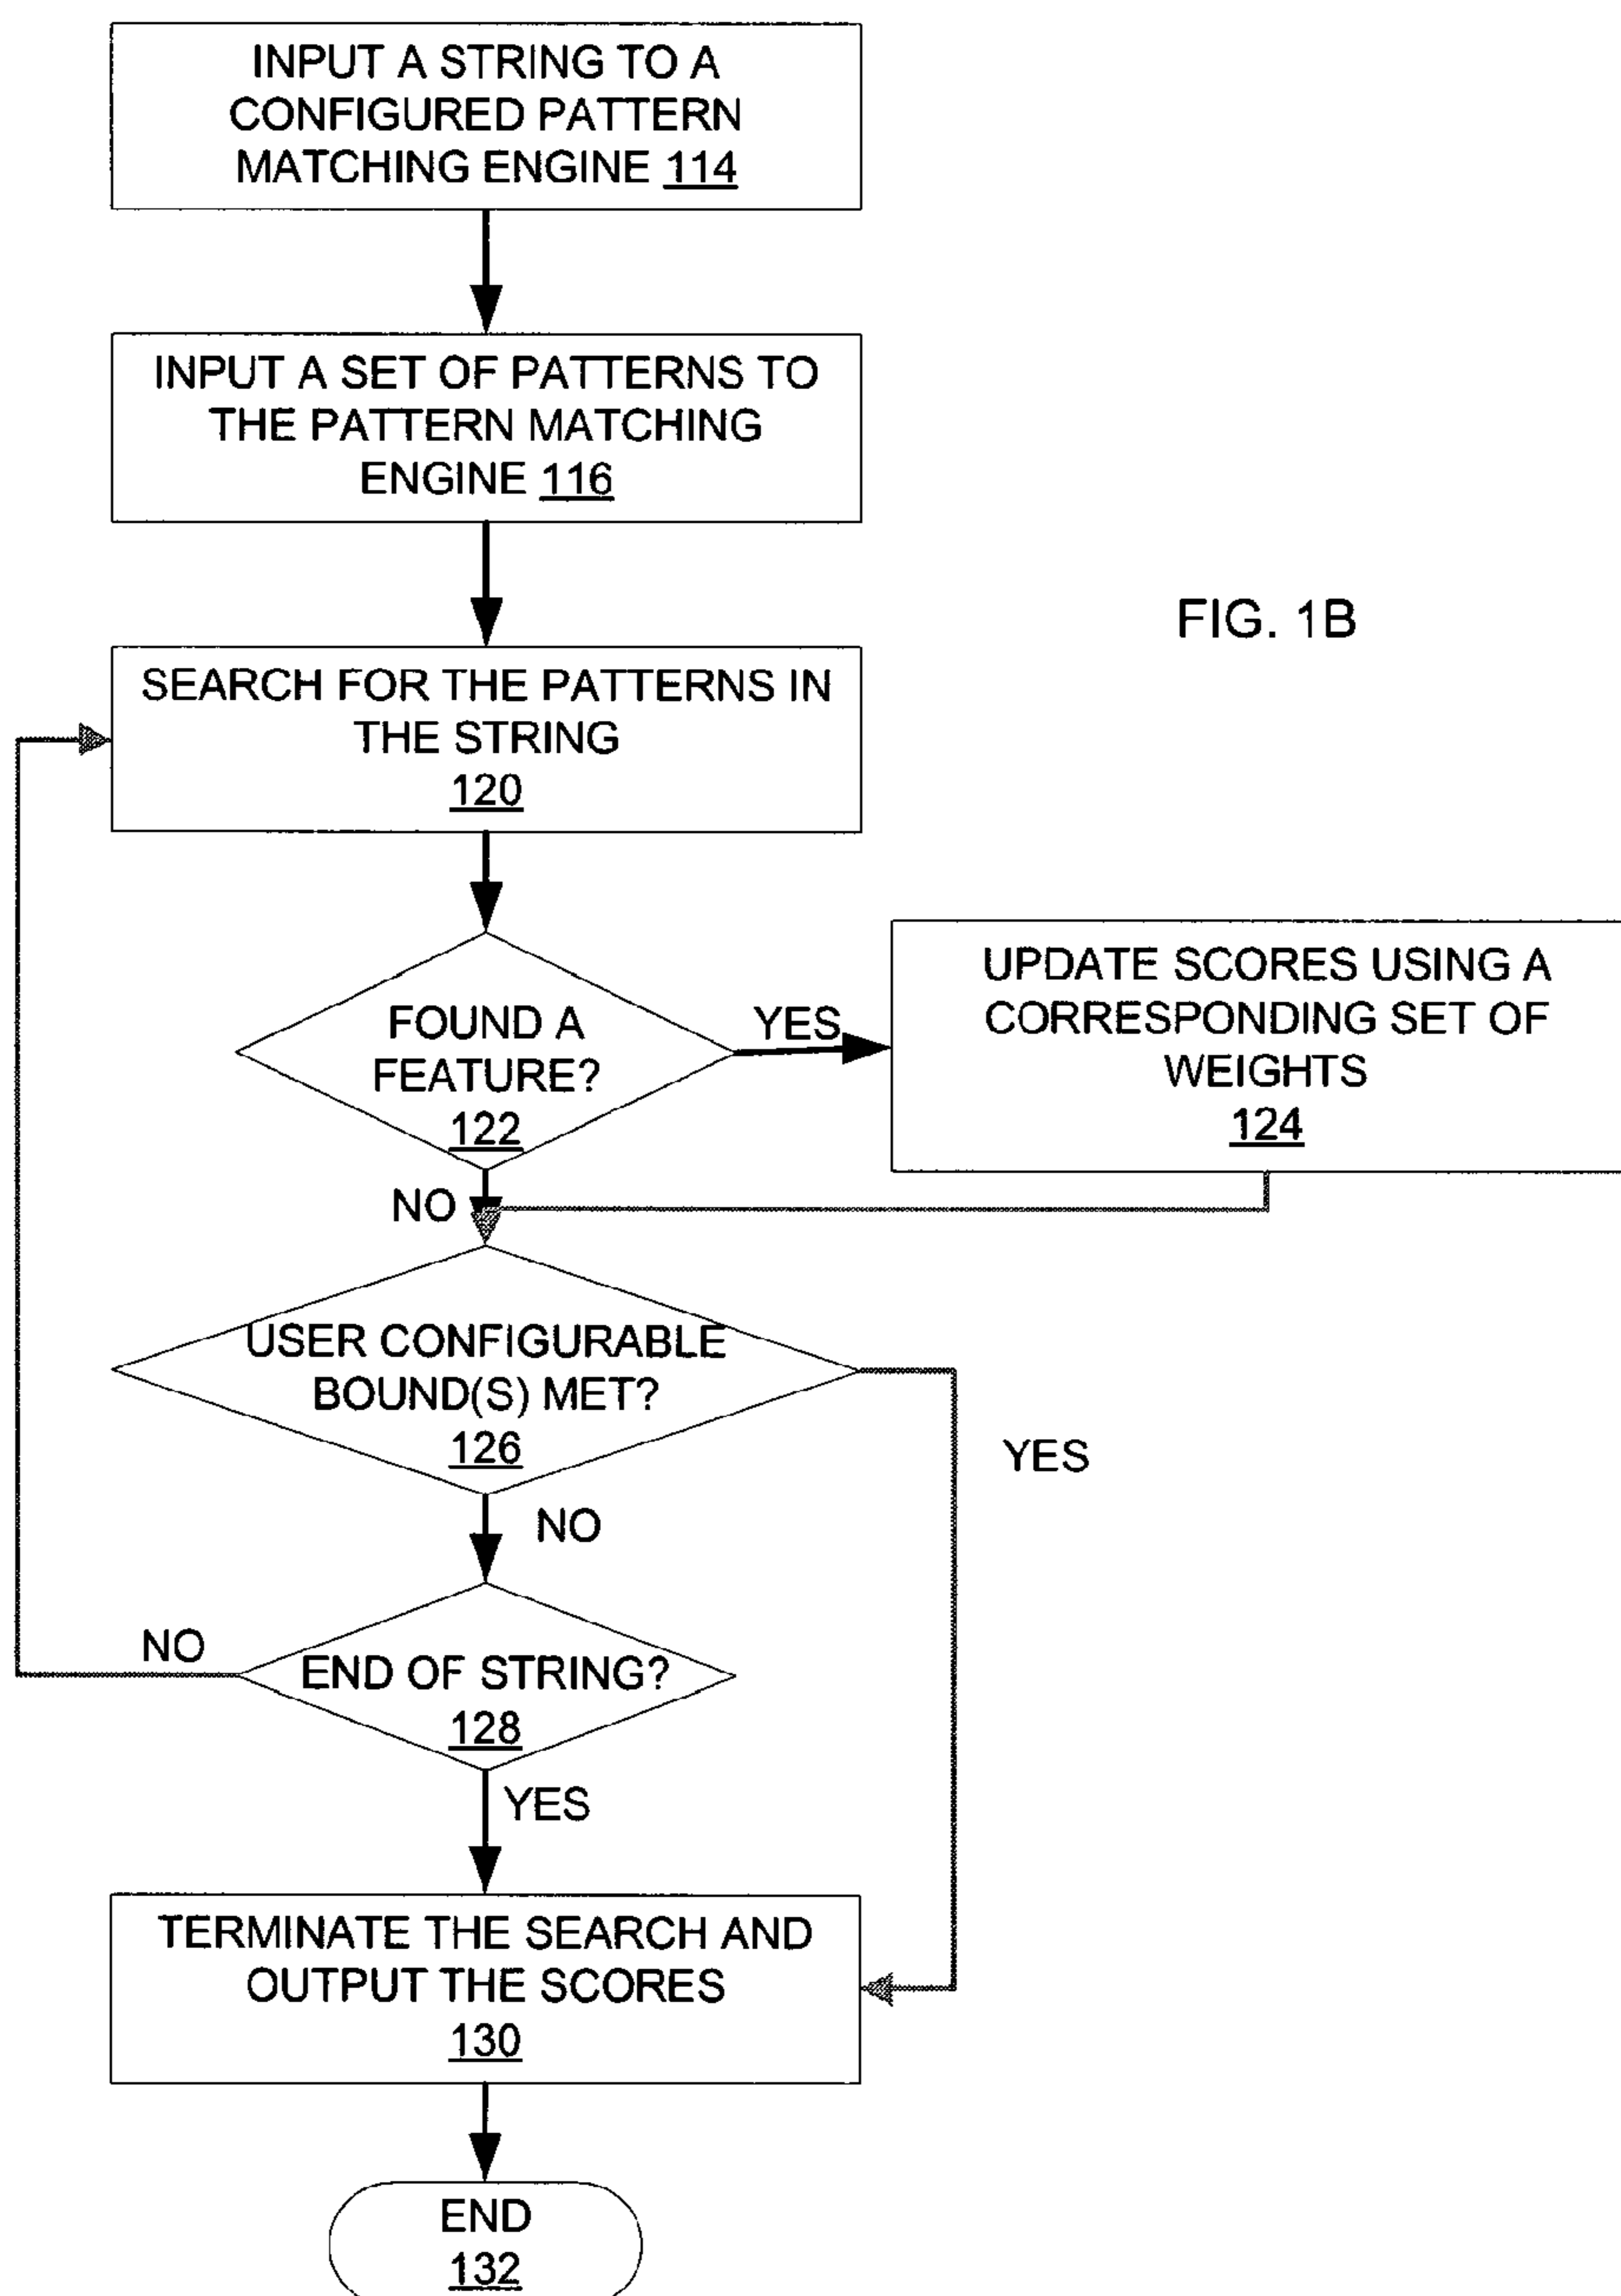 INPUT A STRING TO A
CONFIGURED PATTERN
MATCHING ENGINE 114
INPUT A SET OF PATTERNS TO
THE PATTERN MATCHING
ENGINE 116
FIG. 1B
SEARCH FOR THE PATTERNS IN
THE STRING
120
FOUND A
FEATURE?
122
YES
UPDATE SCORES USING A
CORRESPONDING SET OF
WEIGHTS
124
NO
USER CONFIGURABLE
BOUND(S) MET?
126
YES
NO
END OF STRING?
128
NO
YES
TERMINATE THE SEARCH AND
OUTPUT THE SCORES
130
END
132